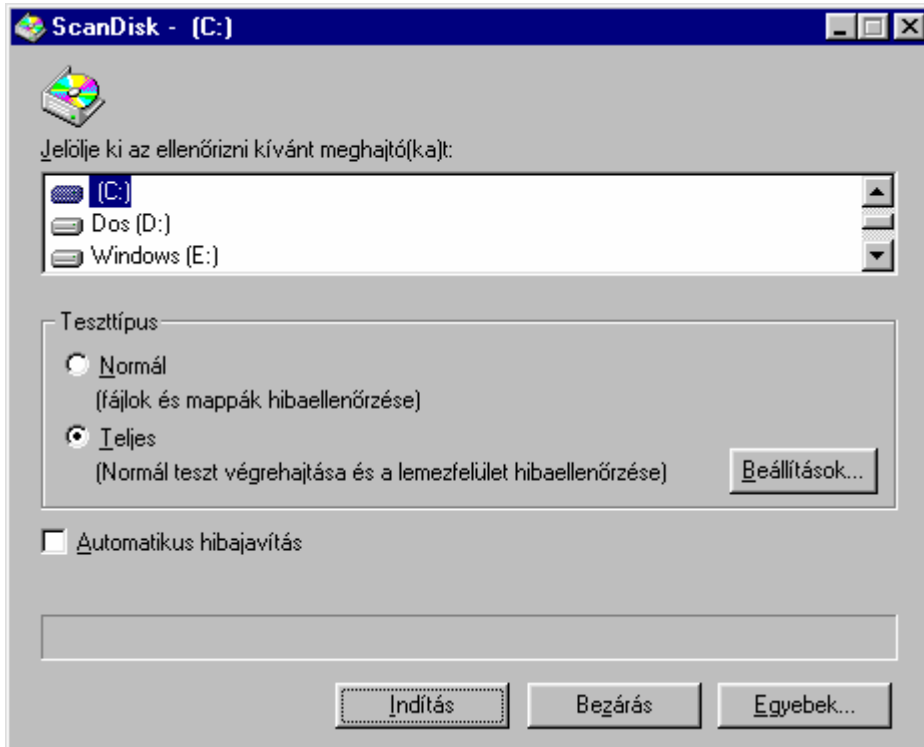 ScanDisk - (C:)
Jelölje ki az ellenőrizni kívánt meghajtó(ka)t:
(C:)
Dos (D:)
Windows (E:)
Teszttípus
Normál
(fájlok és mappák hibaellenőrzése)
Teljes
(Normál teszt végrehajtása és a lemezfelület hibaellenőrzése)
Beállítások...
Automatikus hibajavítás
Indítás
Bezárás
Egyebek...